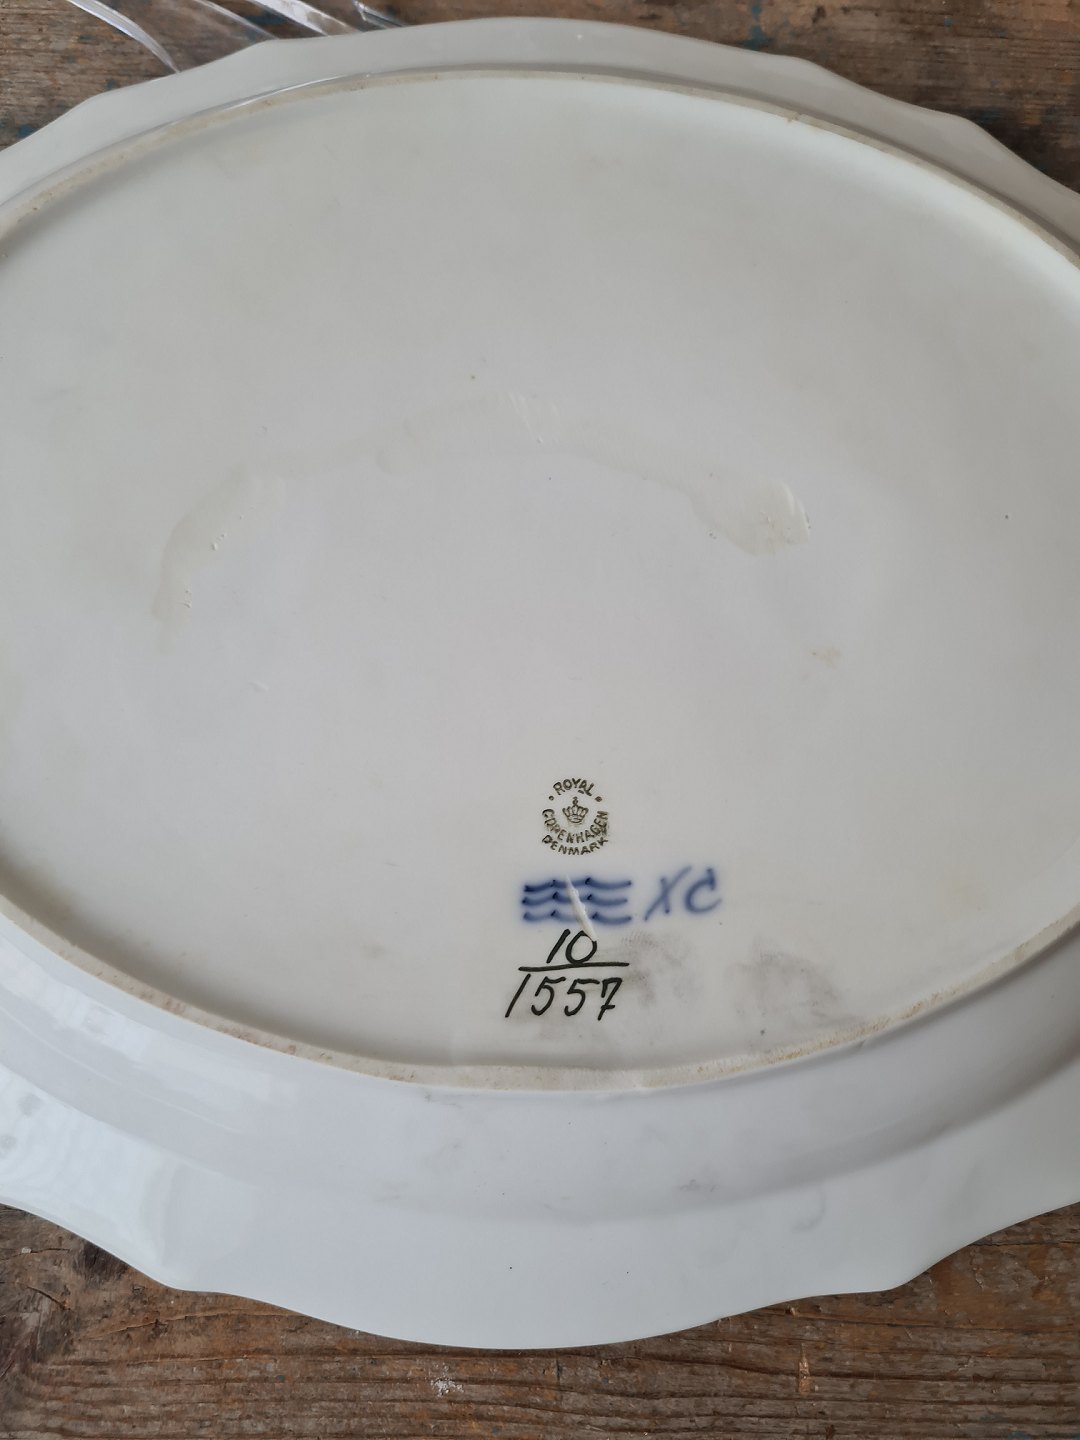 ROYAL
COPENHAGEN
DENMARK
XC
10
1557